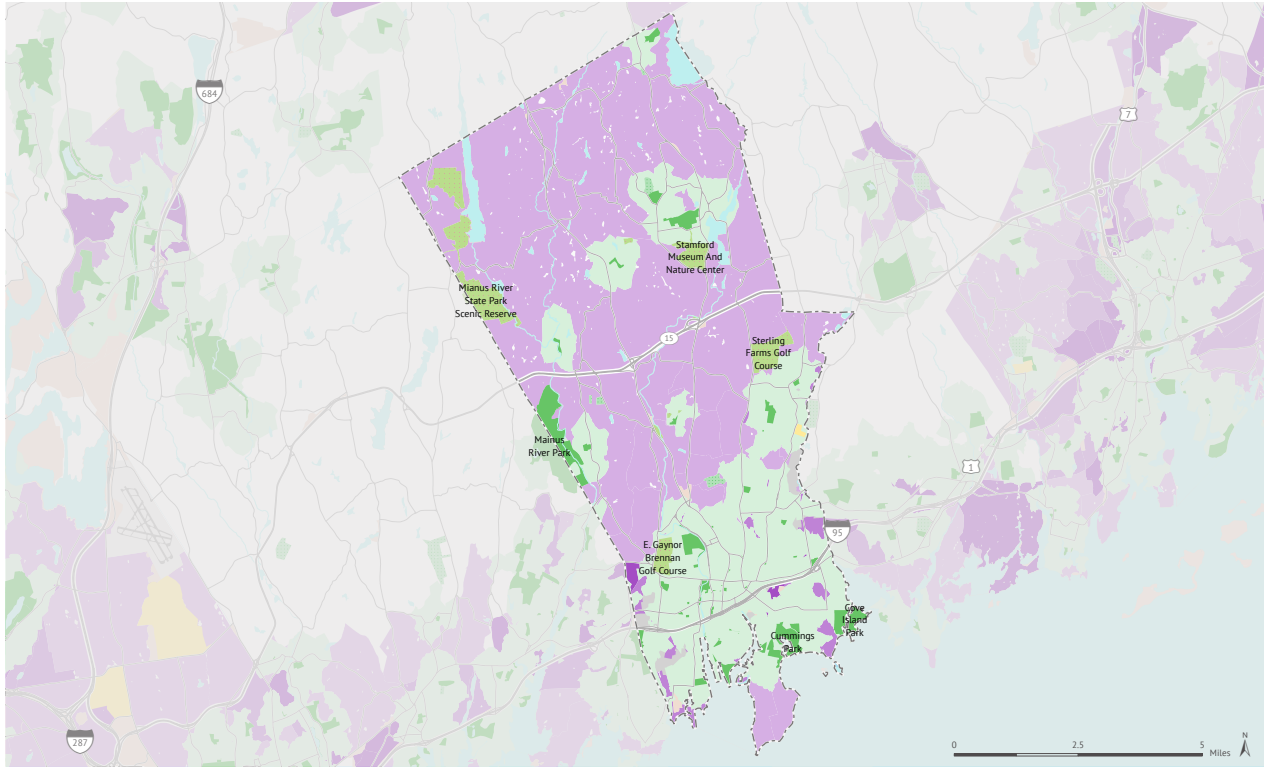 684
7
Stamford
Museum And
Nature Center
Mianus River
State Park
Scenic Reserve
15
Sterling
Farms Golf
Course
Mainus
River Park
1
95
E. Gaynor
Brennan
Golf Course
Cove
Island
Park
Cummings
Park
287
0 2.5 5
Miles
N